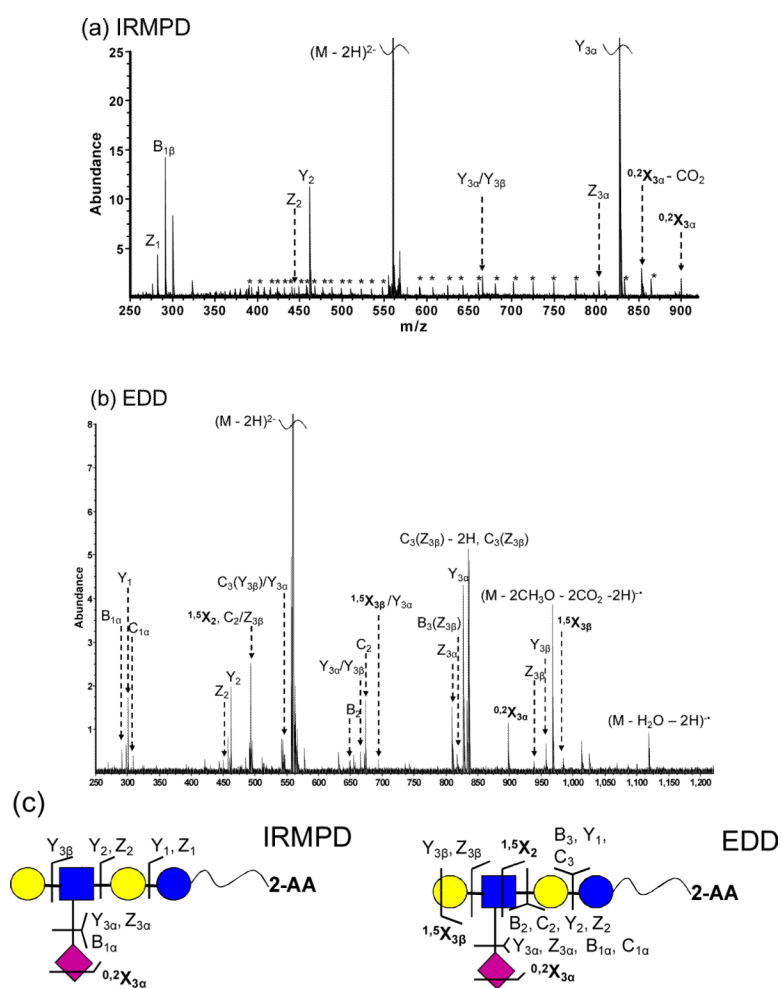 (a) IRMPD
25
20
15
10
5
Abundance
B₁β
Z₁
Z₂
Y₂
(M - 2H)²⁻
Y₃α/Y₃β
Y₃α
Z₃α
⁰,²X₃α - CO₂
⁰,²X₃α
* * * * * * * * * * * * * * * * * * * * * * * * * *
250 300 350 400 450 500 550 600 650 700 750 800 850 900
m/z
(b) EDD
8
7
6
5
4
3
2
1
Abundance
(M - 2H)²⁻
C₃(Z₃β) - 2H, C₃(Z₃β)
Y₁
C₃(Y₃β)/Y₃α
Y₃α
B₁α
C₁α
¹,⁵X₂, C₂/Z₃β
¹,⁵X₃β/Y₃α
(M - 2CH₃O - 2CO₂ -2H)⁻•
B₃(Z₃β)
Y₃β
¹,⁵X₃β
C₂
Z₃α
Y₃α/Y₃β
Z₂
Y₂
B₂
Z₃β
⁰,²X₃α
(M - H₂O – 2H)⁻•
250 300 350 400 450 500 550 600 650 700 750 800 850 900 950 1,000 1,050 1,100 1,150 1,220
(c)
IRMPD
Y₃β
Y₂, Z₂
Y₁, Z₁
2-AA
Y₃α, Z₃α
B₁α
⁰,²X₃α
EDD
B₃, Y₁,
C₃
Y₃β, Z₃β
¹,⁵X₂
2-AA
¹,⁵X₃β
B₂, C₂, Y₂, Z₂
Y₃α, Z₃α, B₁α, C₁α
⁰,²X₃α